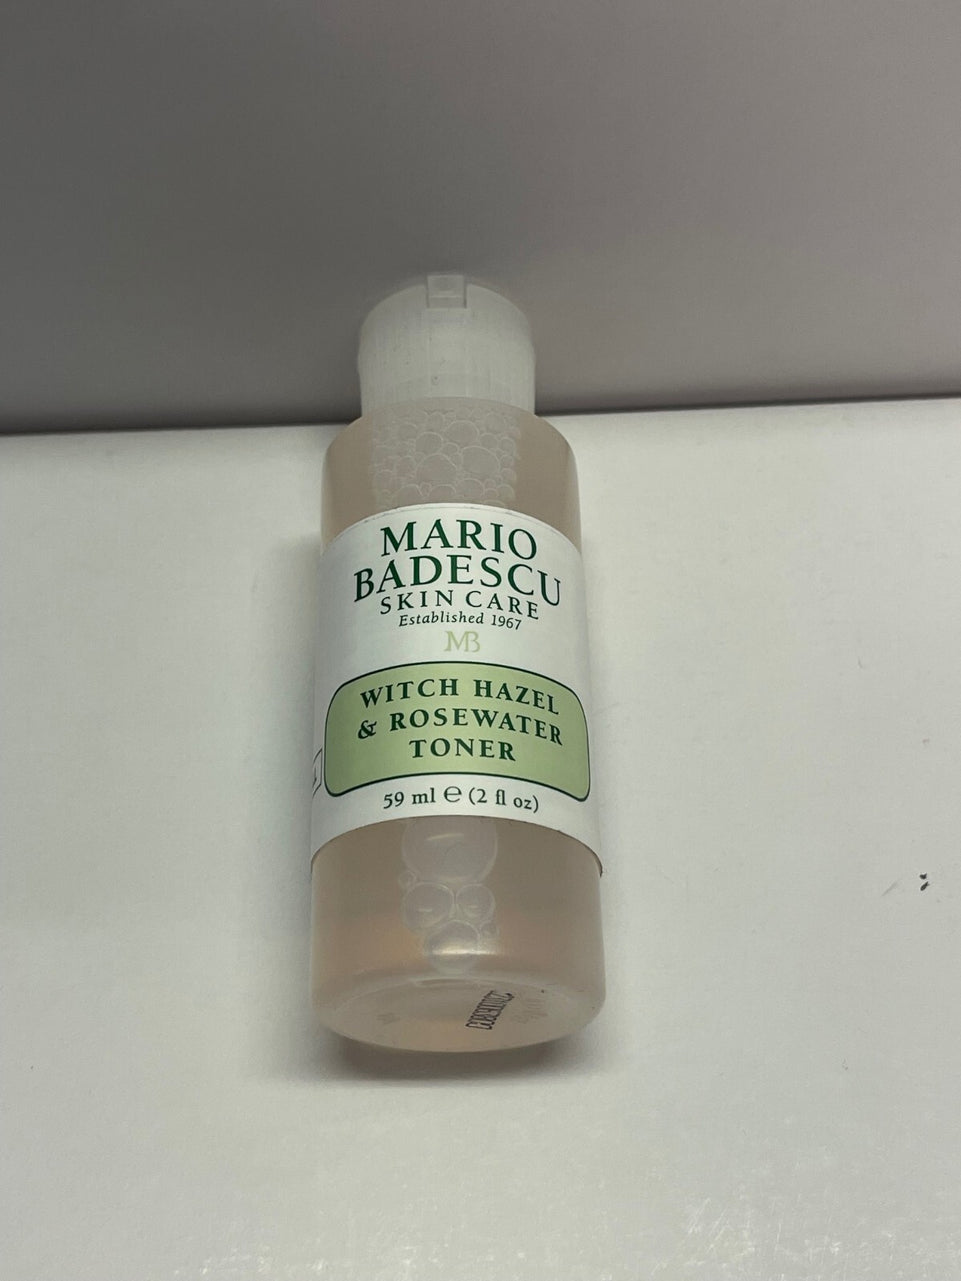 MARIO
BADESCU
SKIN CARE
Established 1967
MB
WITCH HAZEL
& ROSEWATER
TONER
59 ml ℮ (2 fl oz)